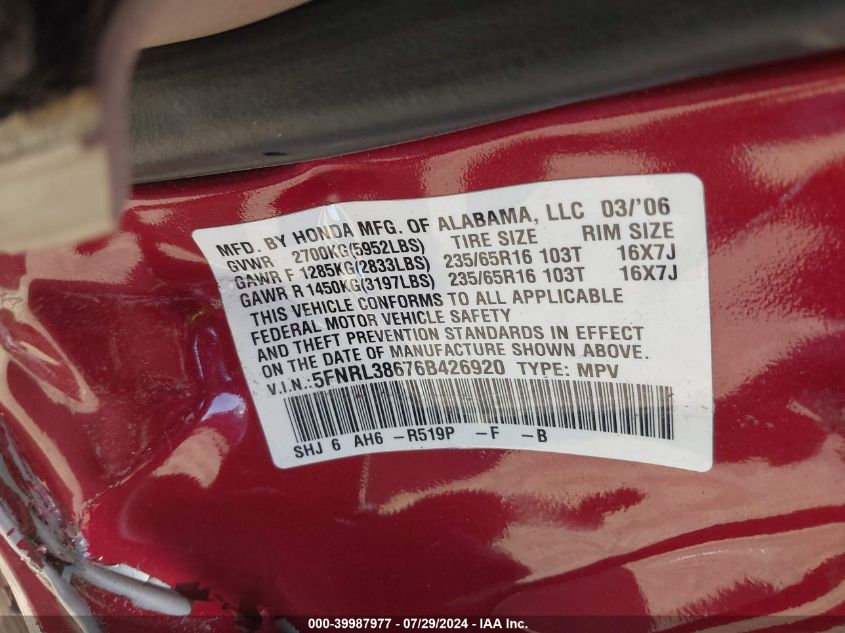 MFD. BY HONDA MFG. OF ALABAMA, LLC 03/'06
GVWR 2700KG(5952LBS) TIRE SIZE RIM SIZE
GAWR F 1285KG(2833LBS) 235/65R16 103T 16X7J
GAWR R 1450KG(3197LBS) 235/65R16 103T 16X7J
THIS VEHICLE CONFORMS TO ALL APPLICABLE
FEDERAL MOTOR VEHICLE SAFETY
AND THEFT PREVENTION STANDARDS IN EFFECT
ON THE DATE OF MANUFACTURE SHOWN ABOVE.
V.I.N.:5FNRL38676B426920 TYPE: MPV
SHJ 6 AH6 -R519P -F -B
000-39987977 - 07/29/2024 - IAA Inc.